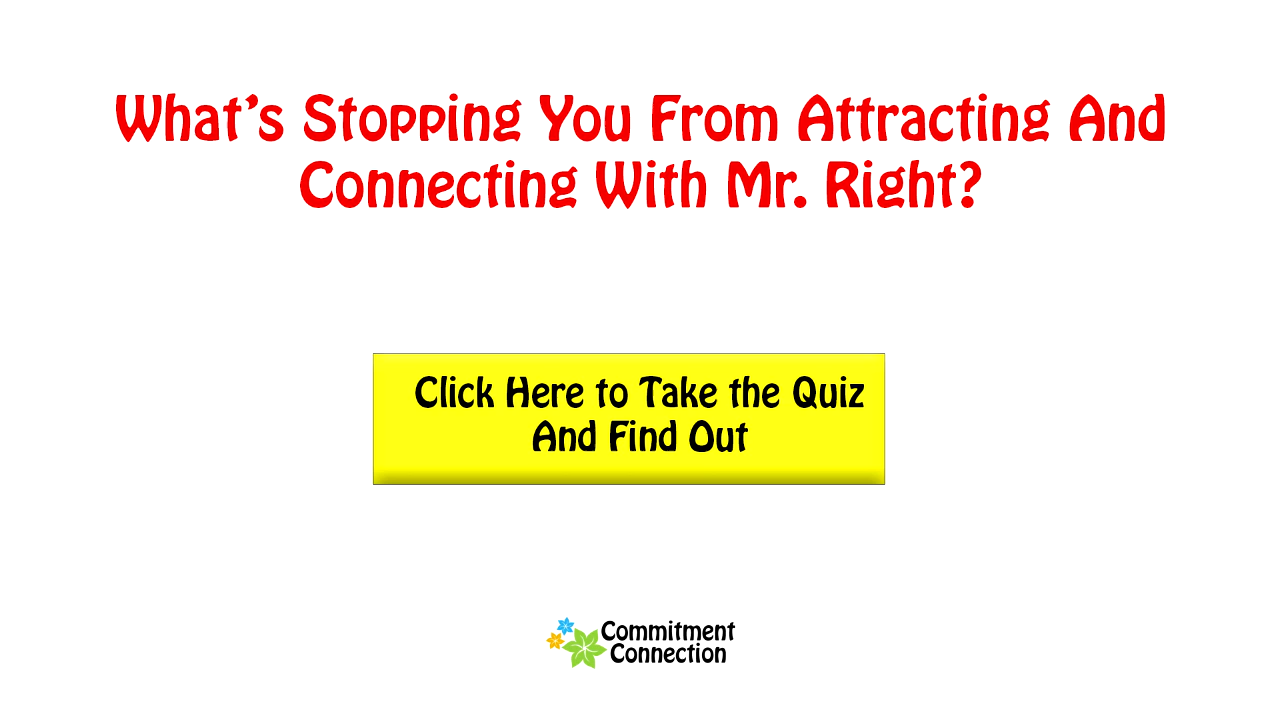 What's Stopping You From Attracting And
Connecting With Mr. Right?
Click Here to Take the Quiz
And Find Out
Commitment
Connection